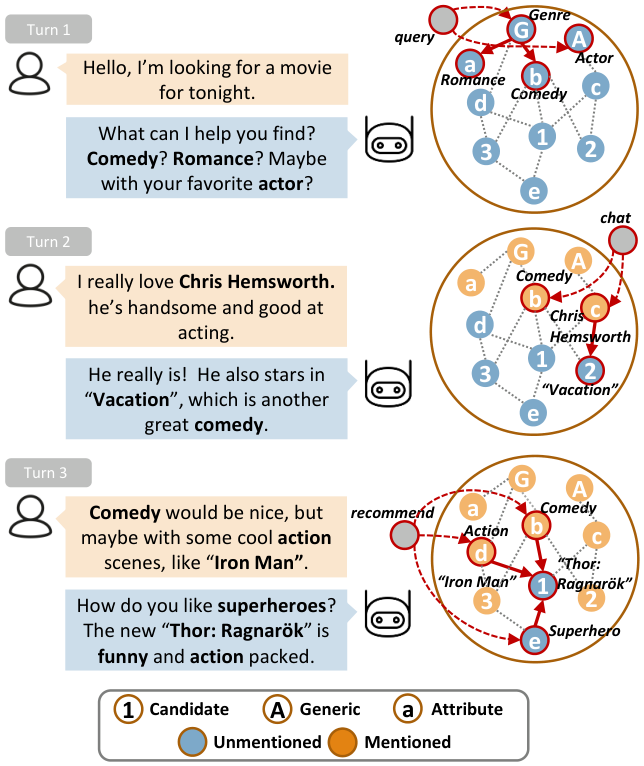 Turn 1
Hello, I'm looking for a movie
for tonight.
What can I help you find?
Comedy? Romance? Maybe
with your favorite actor?
query
Genre
G
A
Actor
a
Romance
b
Comedy
c
d
1
3
2
e
Turn 2
I really love Chris Hemsworth.
he's handsome and good at
acting.
He really is! He also stars in
“Vacation”, which is another
great comedy.
chat
G
A
Comedy
a
b
Chris
c
Hemsworth
d
1
3
2
“Vacation”
e
Turn 3
Comedy would be nice, but
maybe with some cool action
scenes, like “Iron Man”.
How do you like superheroes?
The new “Thor: Ragnarök” is
funny and action packed.
recommend
G
A
Comedy
a
Action
b
c
d
“Thor:
Ragnarök”
“Iron Man”
1
3
2
Superhero
e
1 Candidate
A Generic
a Attribute
Unmentioned
Mentioned